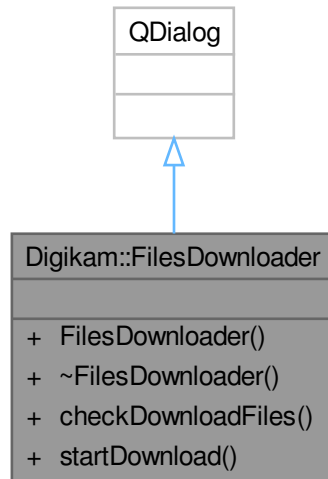 QDialog
Digikam::FilesDownloader
+ FilesDownloader()
+ ~FilesDownloader()
+ checkDownloadFiles()
+ startDownload()